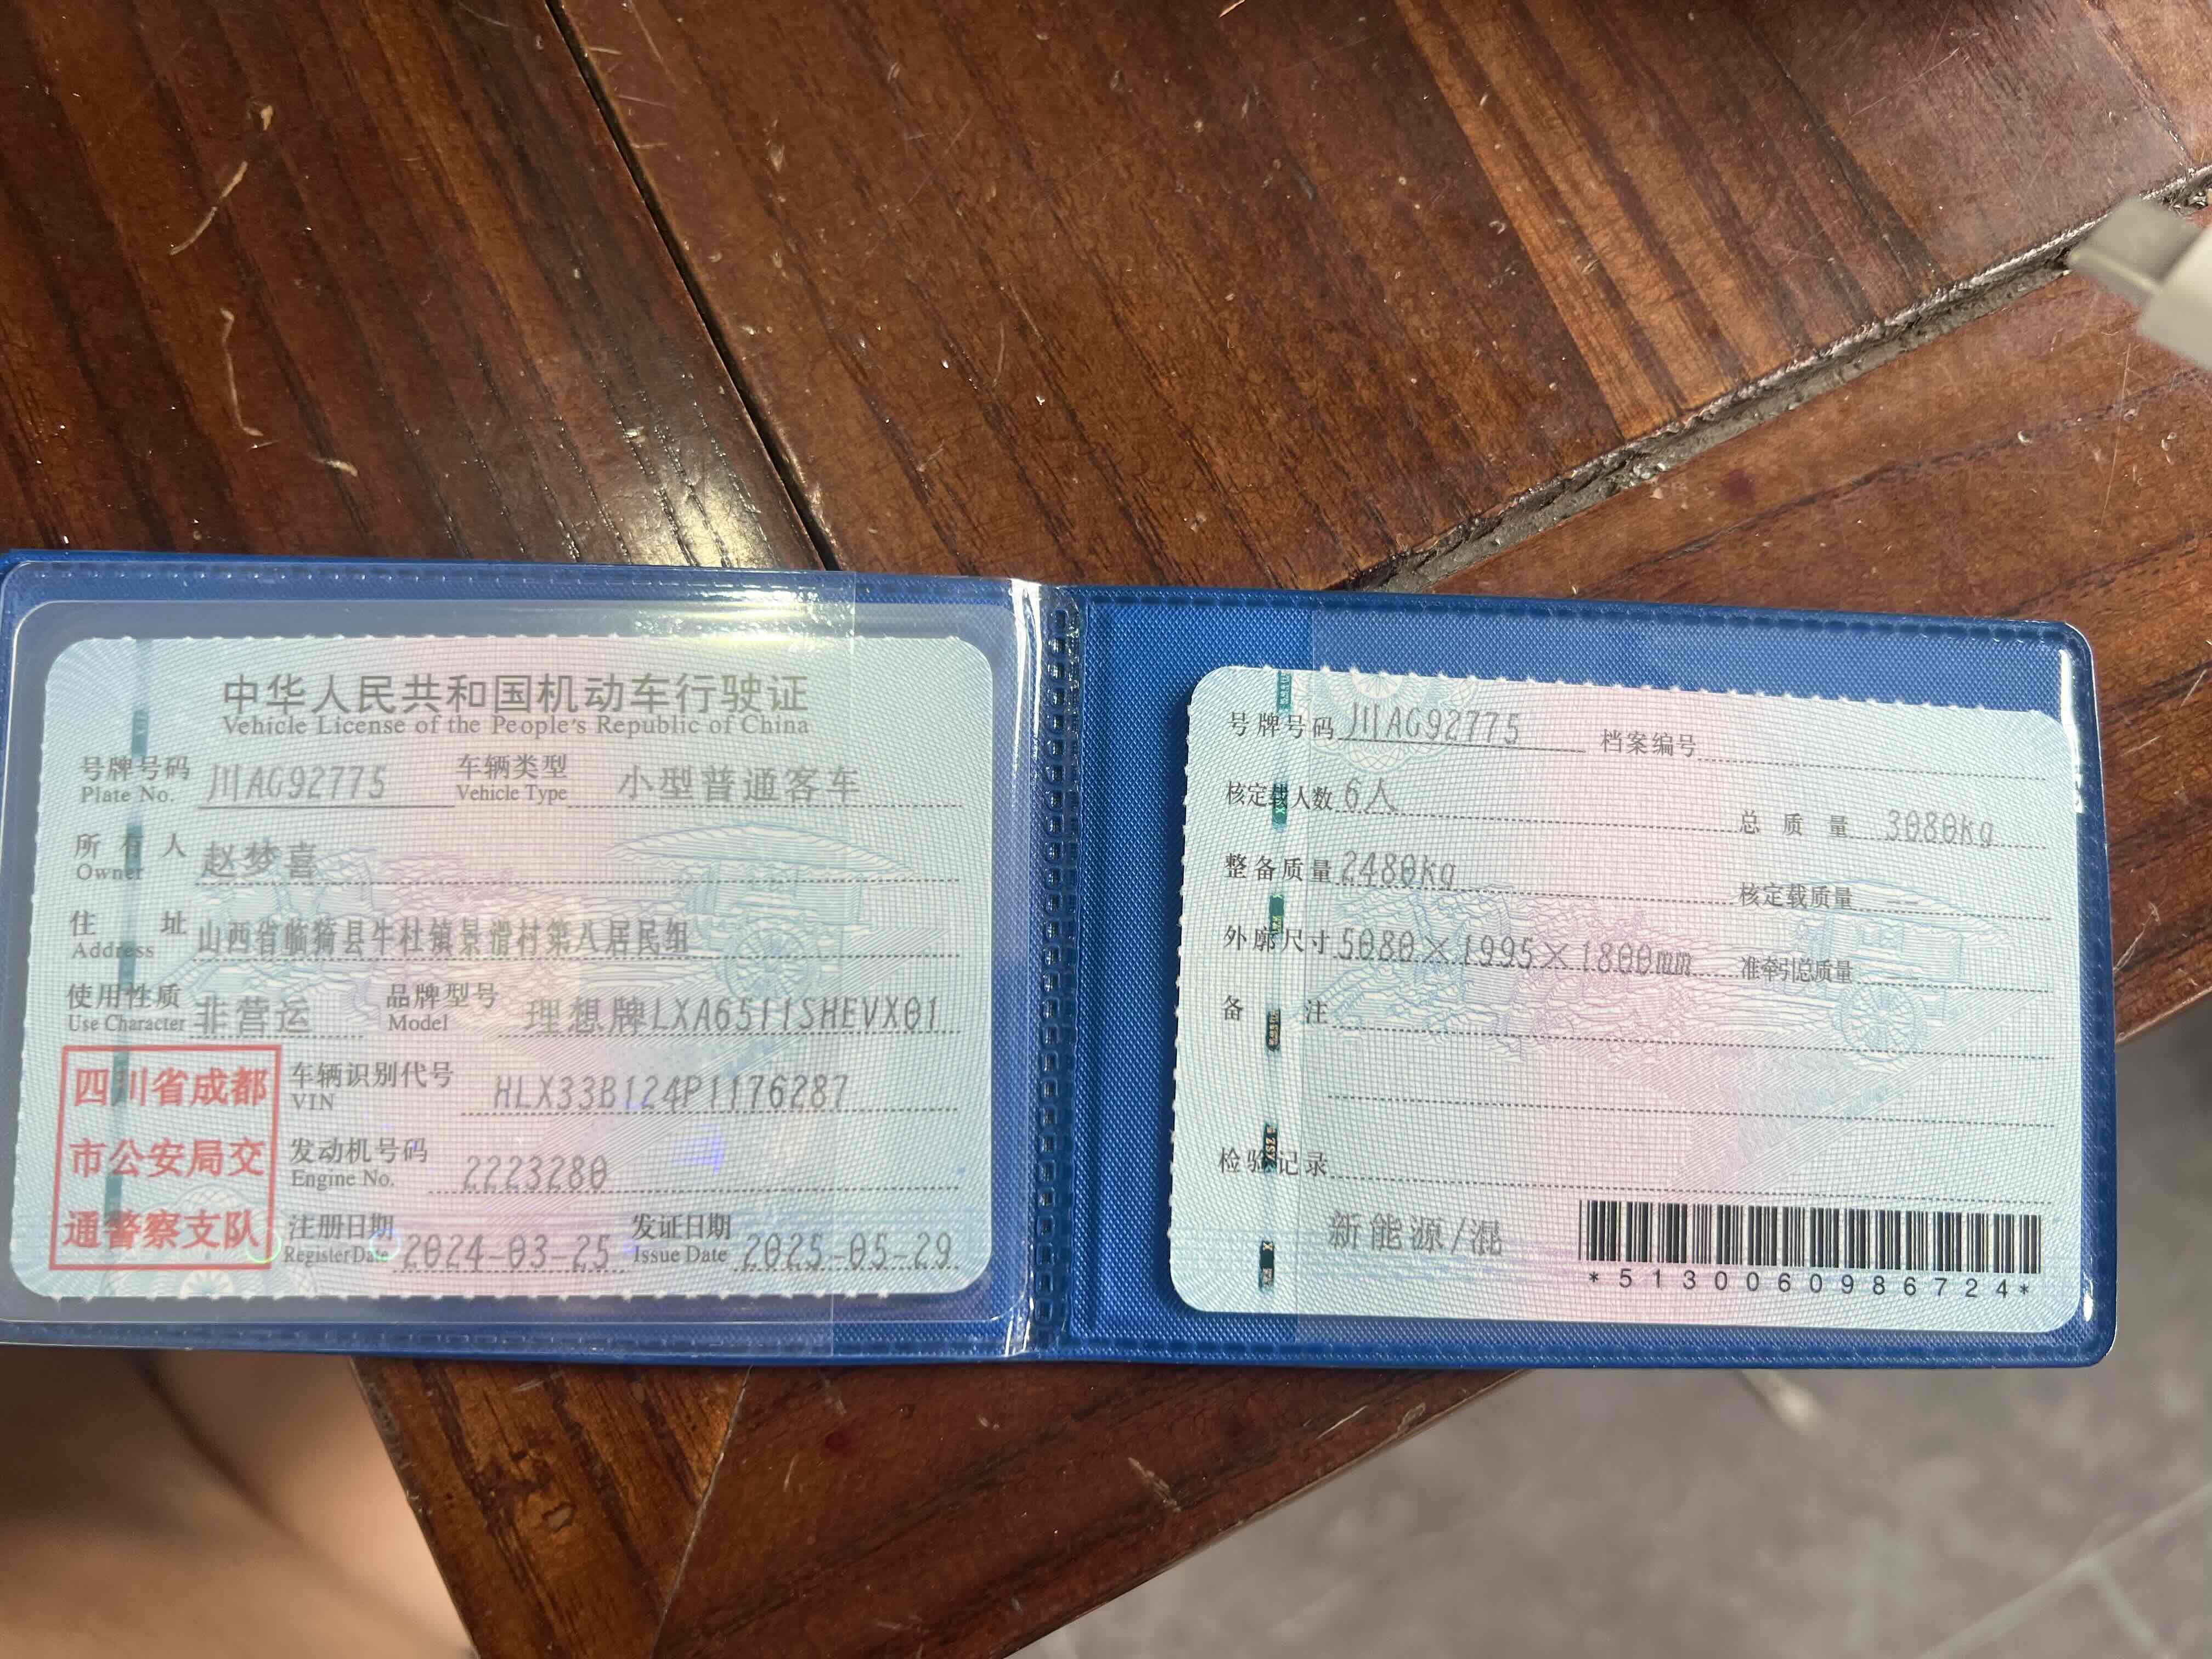 中华人民共和国机动车行驶证
Vehicle License of the People's Republic of China
号牌号码 川AG92775 车辆类型 小型普通客车
Plate No. Vehicle Type
所有人 赵梦喜
Owner
住址 山西省临猗县牛杜镇景滑村第八居民组
Address
使用性质 非营运 品牌型号 理想牌LXA6511SHEVX01
Use Character Model
四川省成都
市公安局交
通警察支队
车辆识别代号 HLX33B124P1176287
VIN
发动机号码 2223280
Engine No.
注册日期 2024-03-25 发证日期 2025-05-29
Register Date Issue Date
号牌号码 川AG92775 档案编号
核定载人数 6人 总质量 3080kg
整备质量 2480kg 核定载质量 --
外廓尺寸 5080×1995×1800mm 准牵引总质量 --
备注
检验记录
新能源/混
*5130060986724*